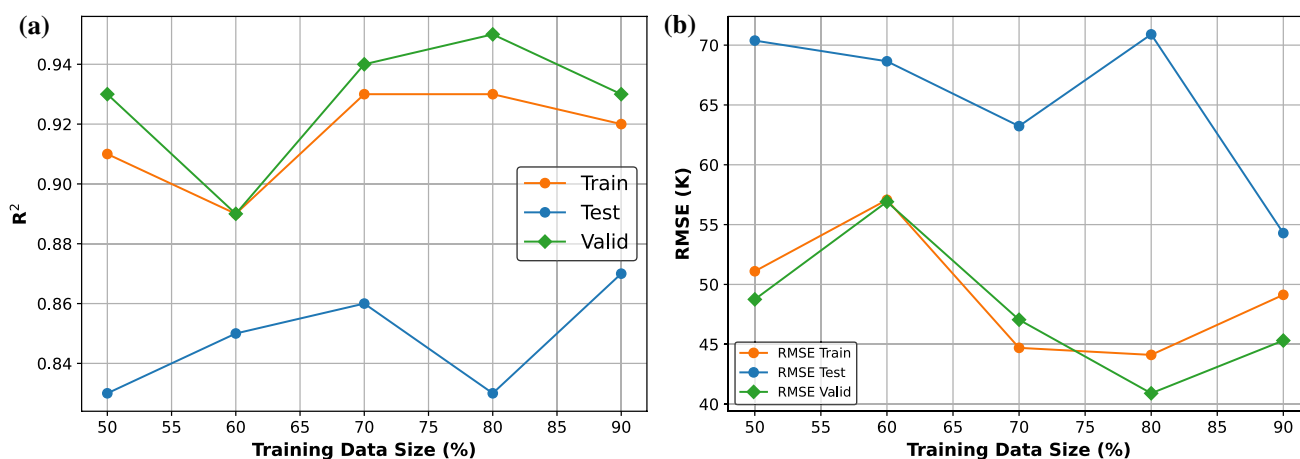 (a)
R²
0.94
0.92
0.90
0.88
0.86
0.84
50 55 60 65 70 75 80 85 90
Training Data Size (%)
Train
Test
Valid
(b)
RMSE (K)
70
65
60
55
50
45
40
50 55 60 65 70 75 80 85 90
Training Data Size (%)
RMSE Train
RMSE Test
RMSE Valid